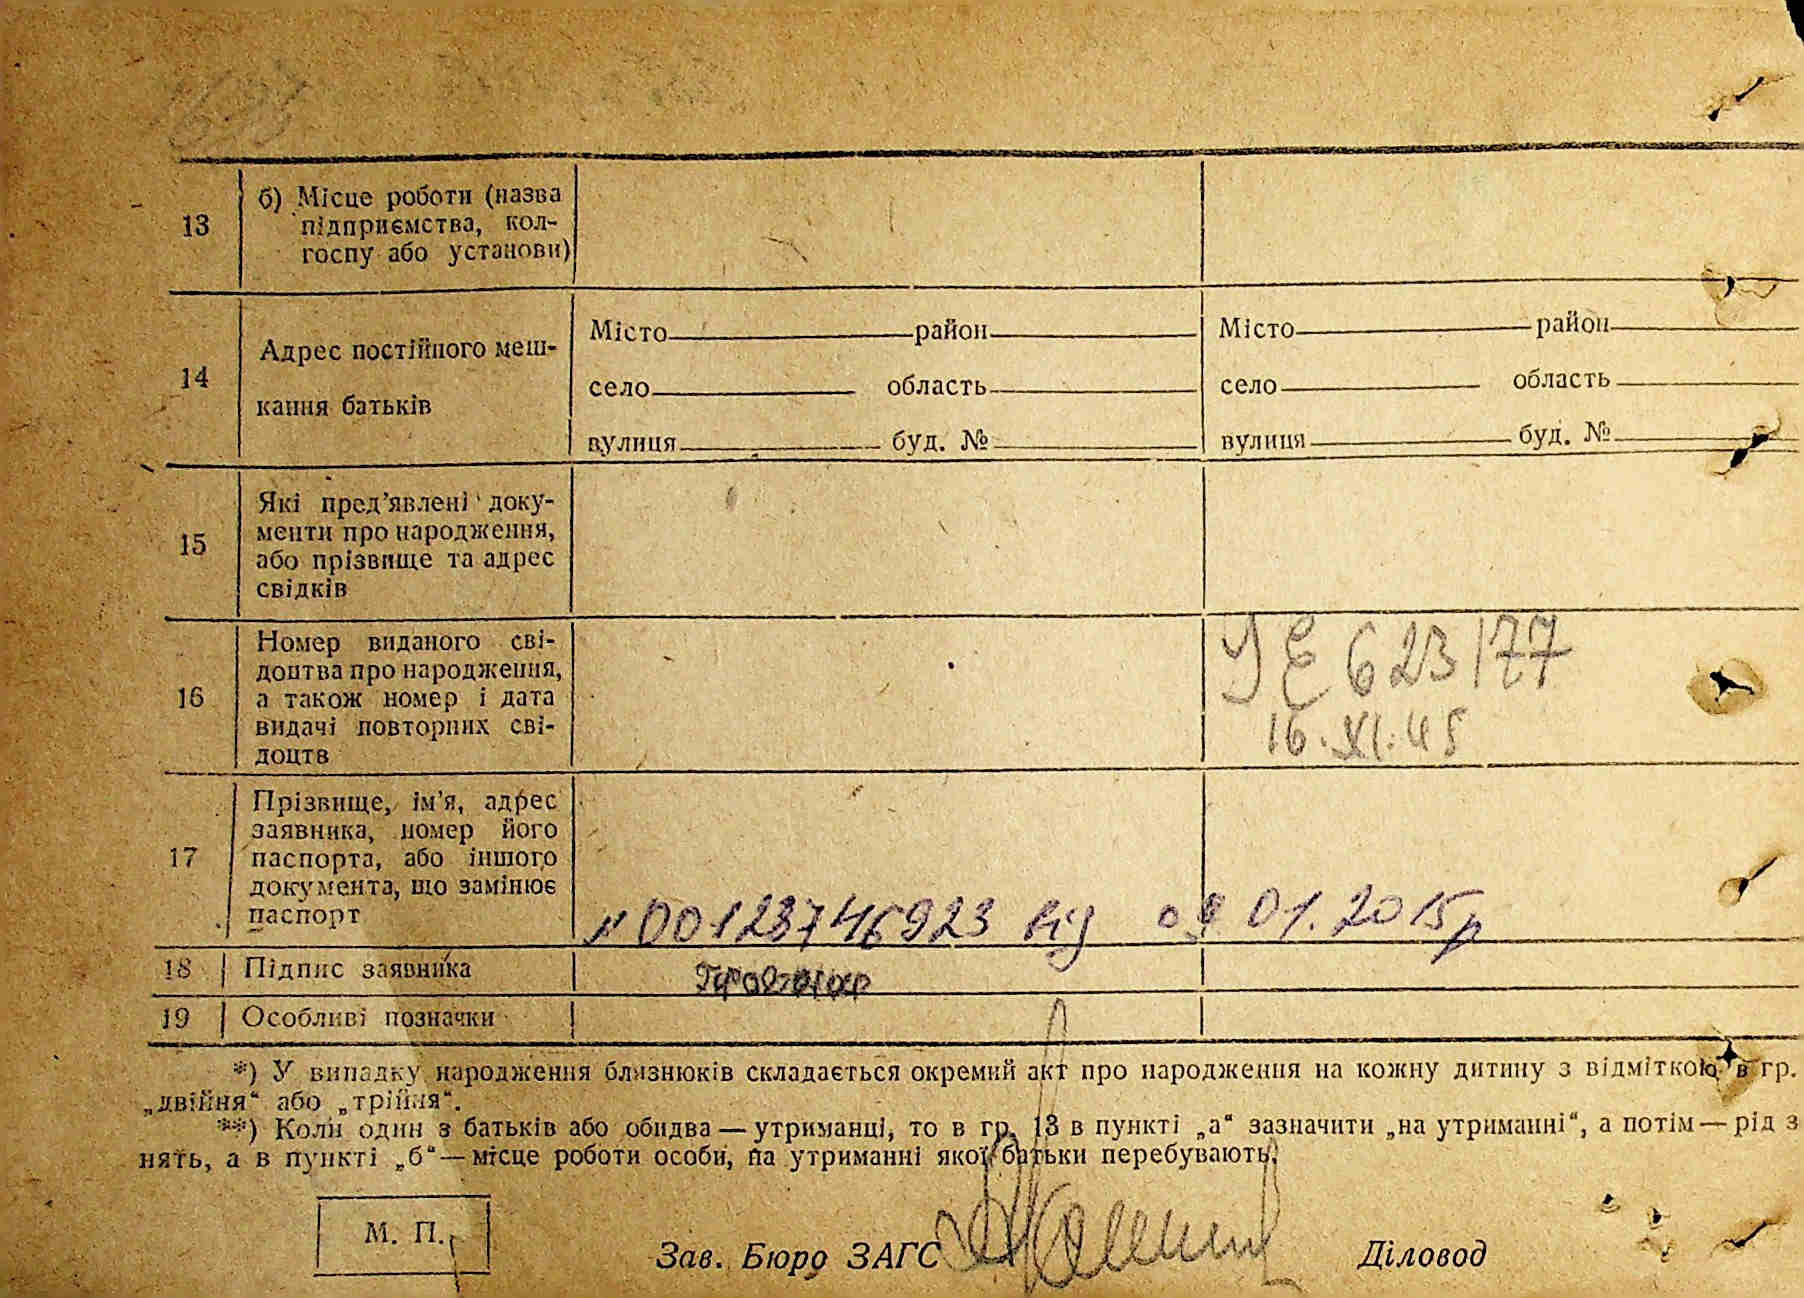 13
б) Місце роботи (назва
підприємства, кол-
госпу або установи)
14
Адрес постійного меш-
кання батьків
Місто район
село область
вулиця буд. №
Місто район
село область
вулиця буд. №
15
Які пред’явлені доку-
менти про народження,
або прізвище та адрес
свідків
16
Номер виданого сві-
доцтва про народження,
а також номер і дата
видачі повторних сві-
доцтв
ЕЕ 623177
16.XI.45
17
Прізвище, ім’я, адрес
заявника, номер його
паспорта, або іншого
документа, що замінює
паспорт
№00123746923 від 09 01.2015р
18
Підпис заявника
19
Особливі позначки
*) У випадку народження близнюків складається окремий акт про народження на кожну дитину з відміткою в гр.
„двійня“ або „трійня“.
**) Коли один з батьків або обидва — утриманці, то в гр. 13 в пункті „а“ зазначити „на утриманні“, а потім — рід з
нять, а в пункті „б“ — місце роботи особи, на утриманні якої батьки перебувають.
М. П.
Зав. Бюро ЗАГС
Діловод